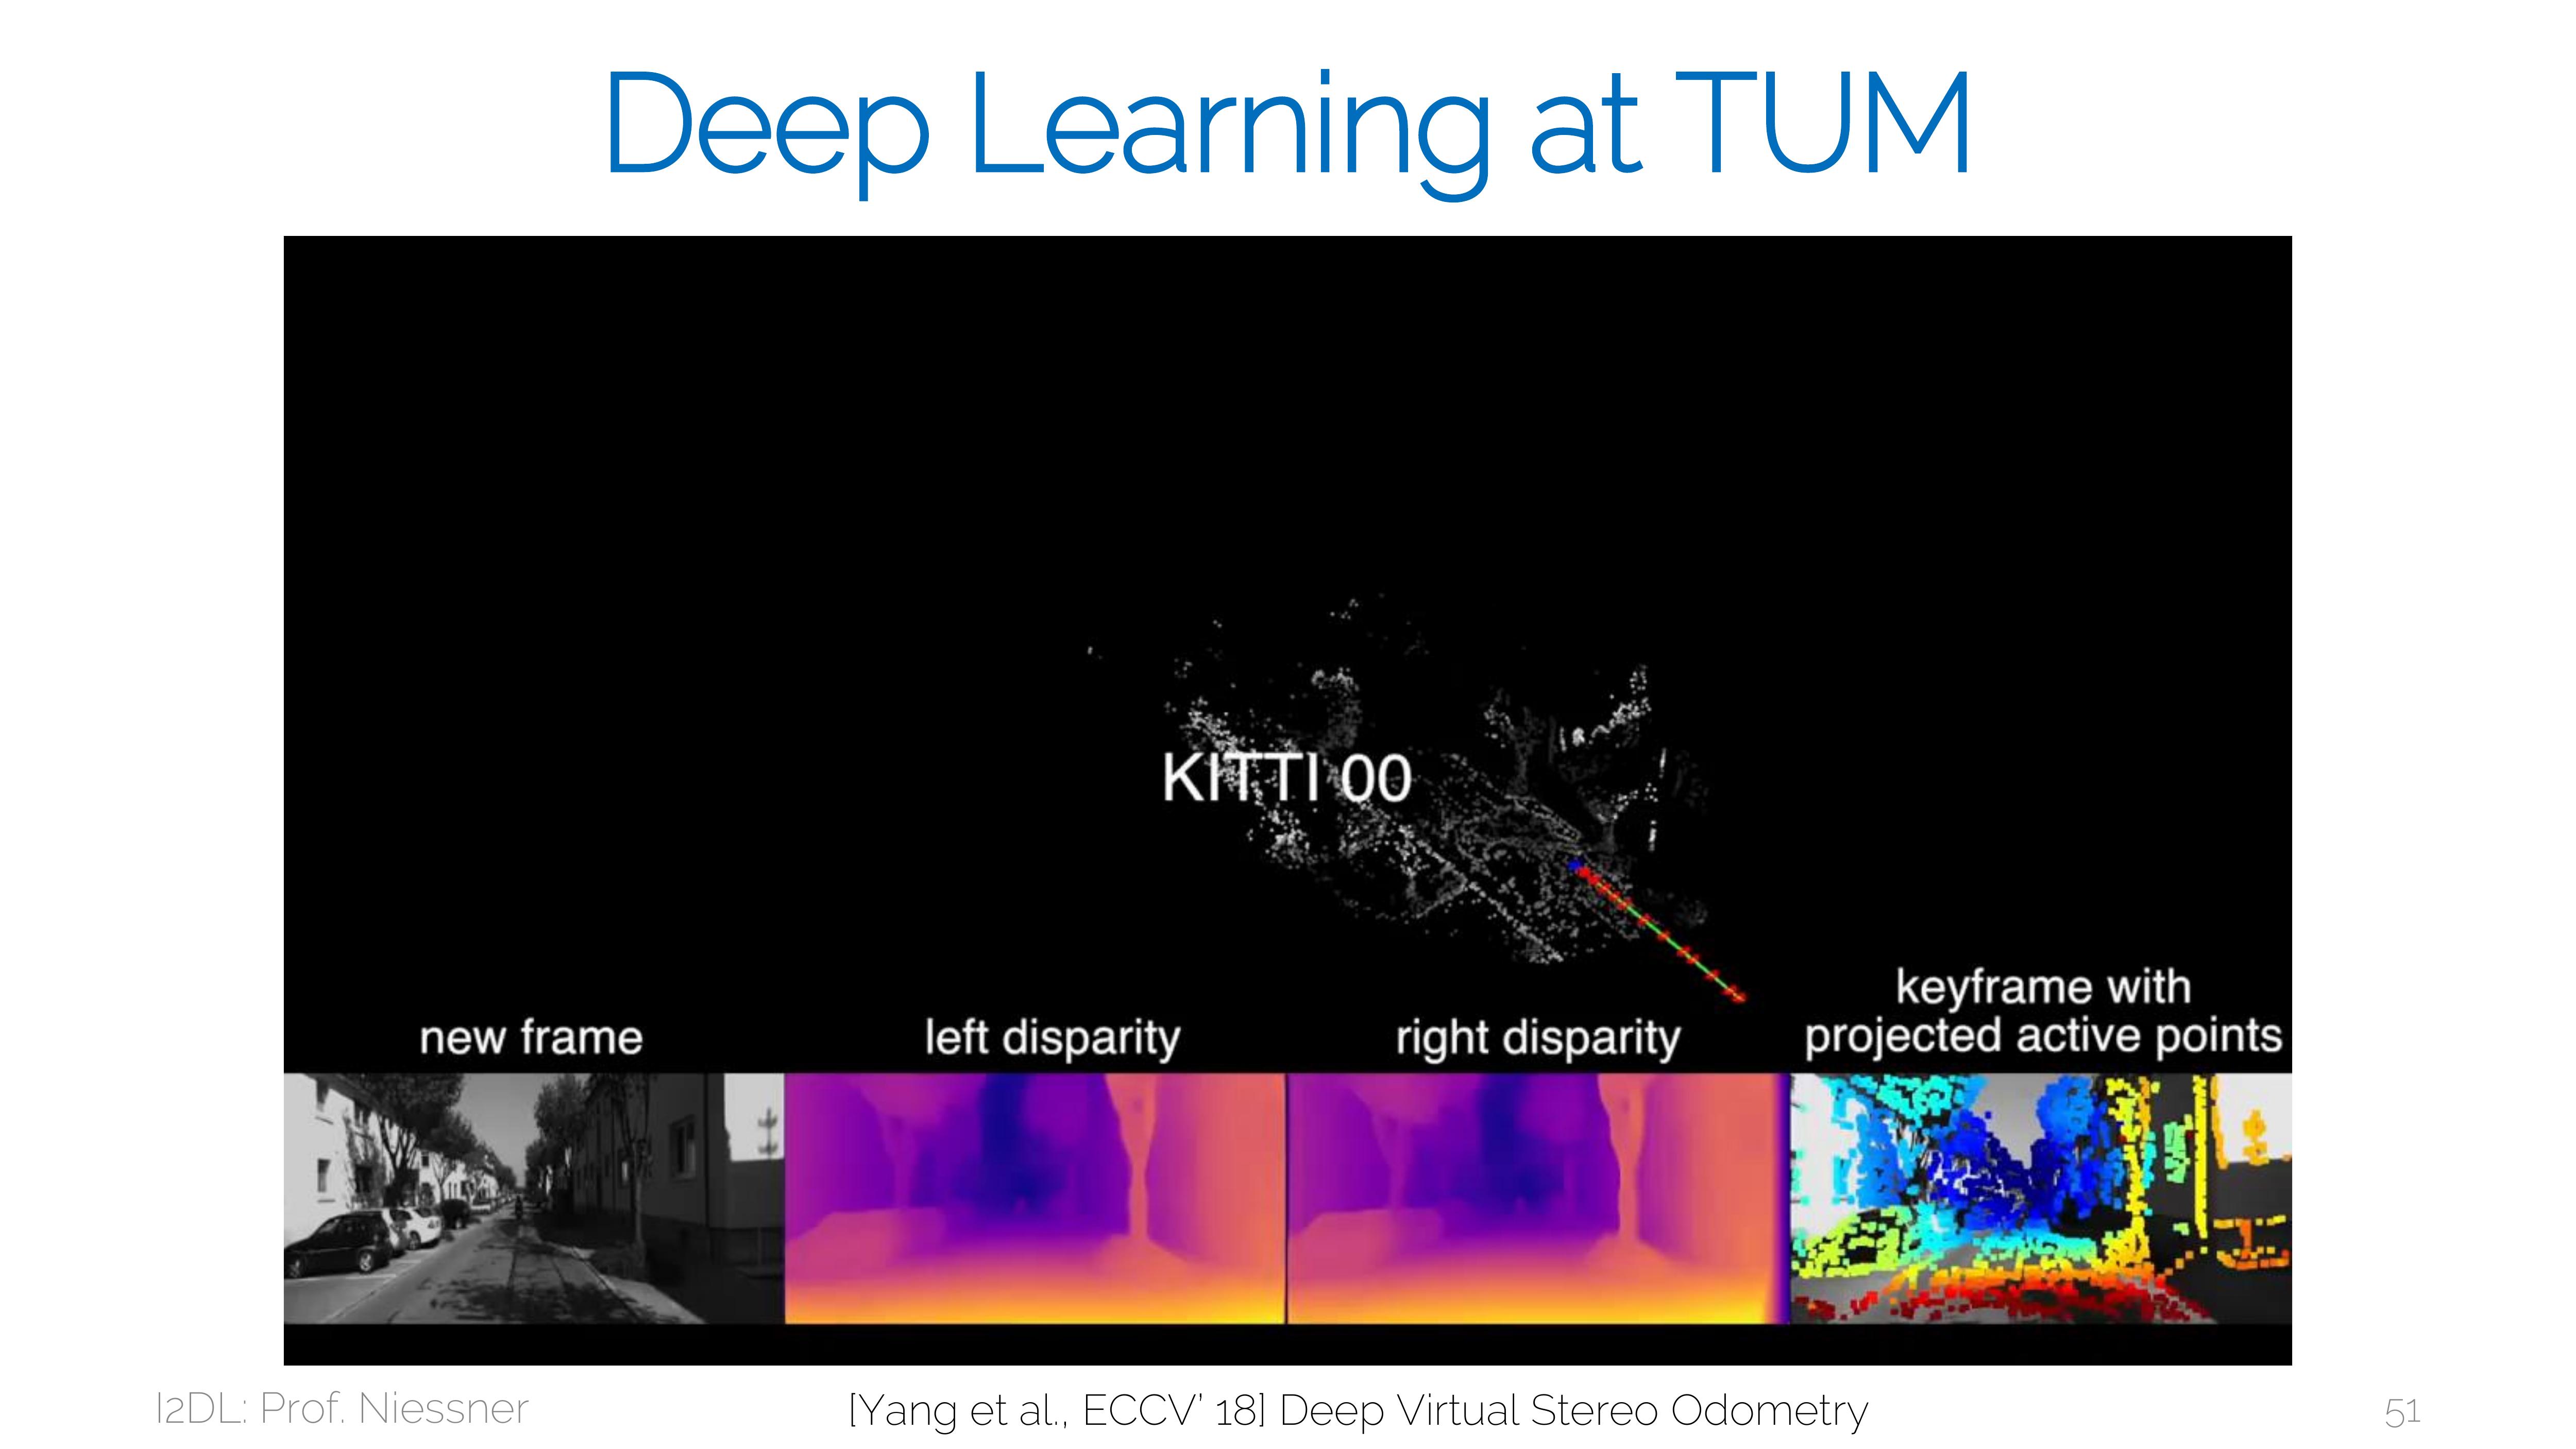 Deep Learning at TUM
KITTI 00
new frame
left disparity
right disparity
keyframe with
projected active points
I2DL: Prof. Niessner
[Yang et al., ECCV' 18] Deep Virtual Stereo Odometry
51